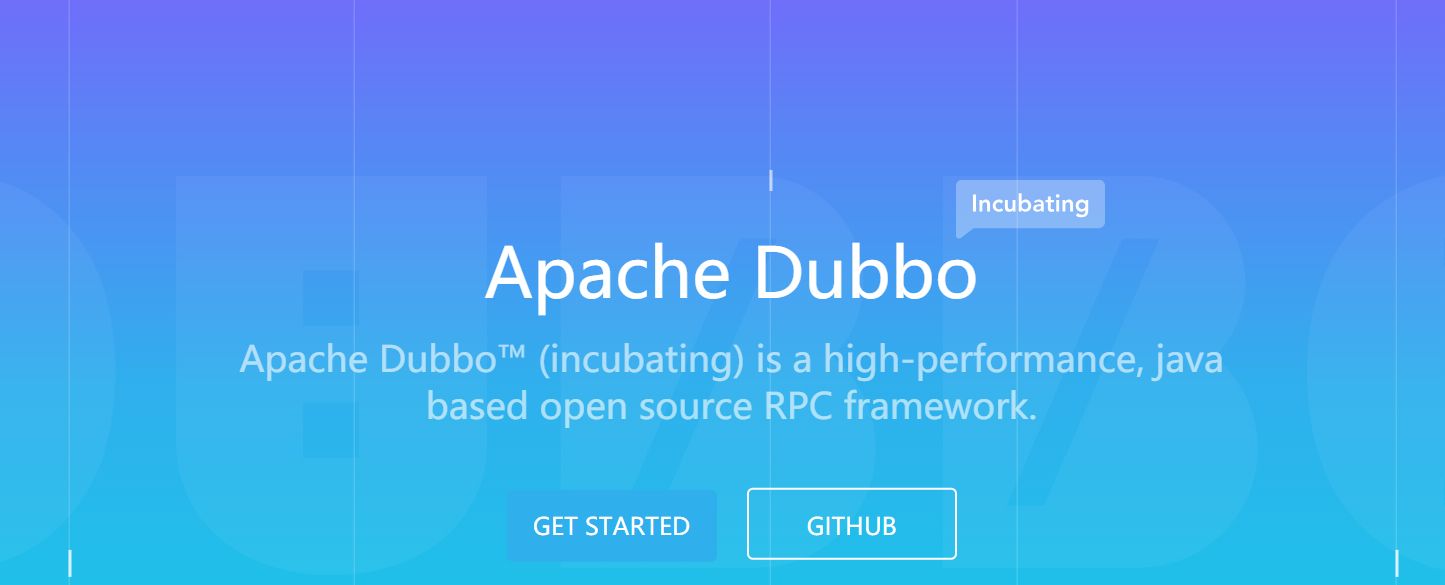 Incubating
Apache Dubbo
Apache Dubbo™ (incubating) is a high-performance, java
based open source RPC framework.
GET STARTED
GITHUB